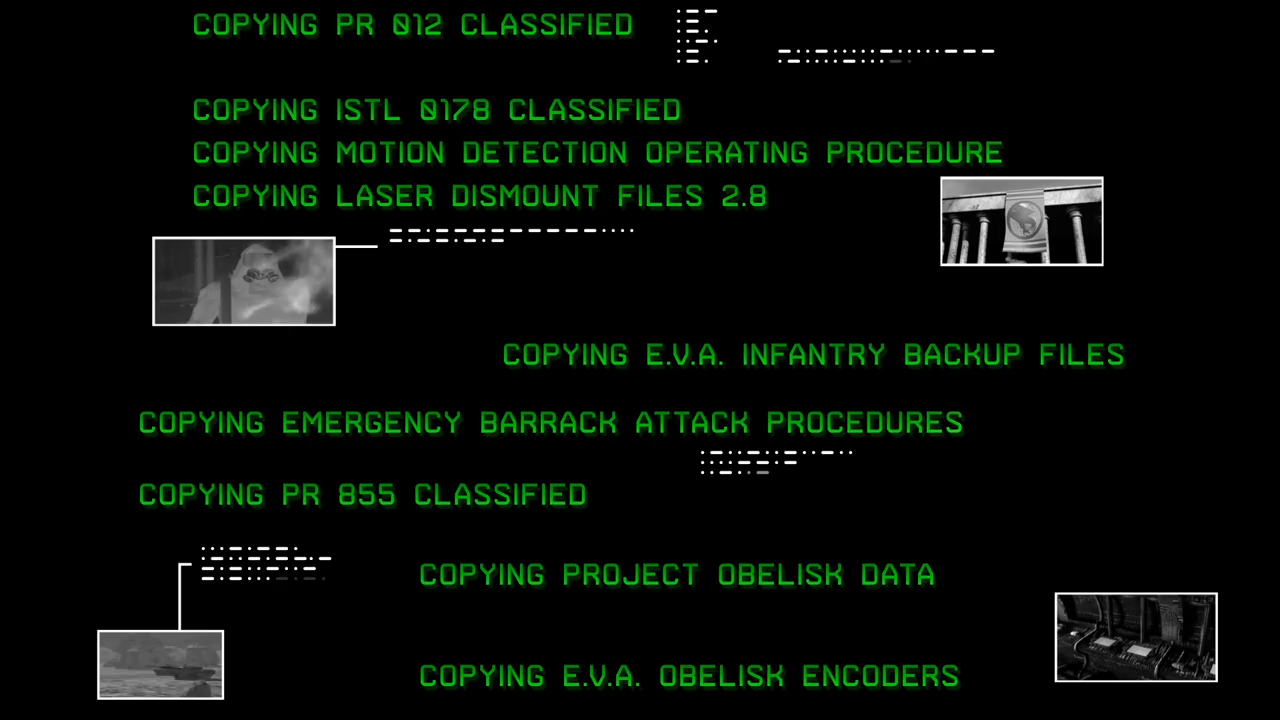 COPYING PR 012 CLASSIFIED
COPYING ISTL 0178 CLASSIFIED
COPYING MOTION DETECTION OPERATING PROCEDURE
COPYING LASER DISMOUNT FILES 2.8
COPYING E.V.A. INFANTRY BACKUP FILES
COPYING EMERGENCY BARRACK ATTACK PROCEDURES
COPYING PR 855 CLASSIFIED
COPYING PROJECT OBELISK DATA
COPYING E.V.A. OBELISK ENCODERS